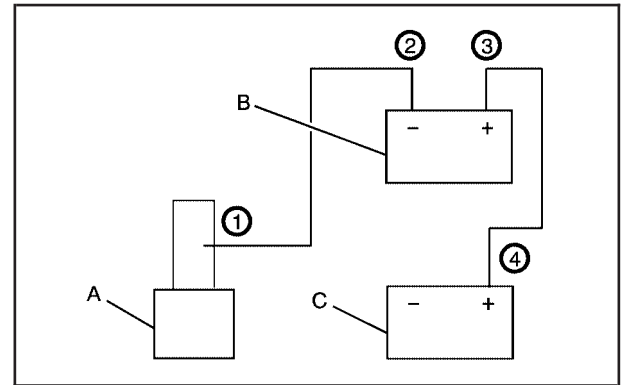 ② ③
B
− +
①
④
A
C
− +